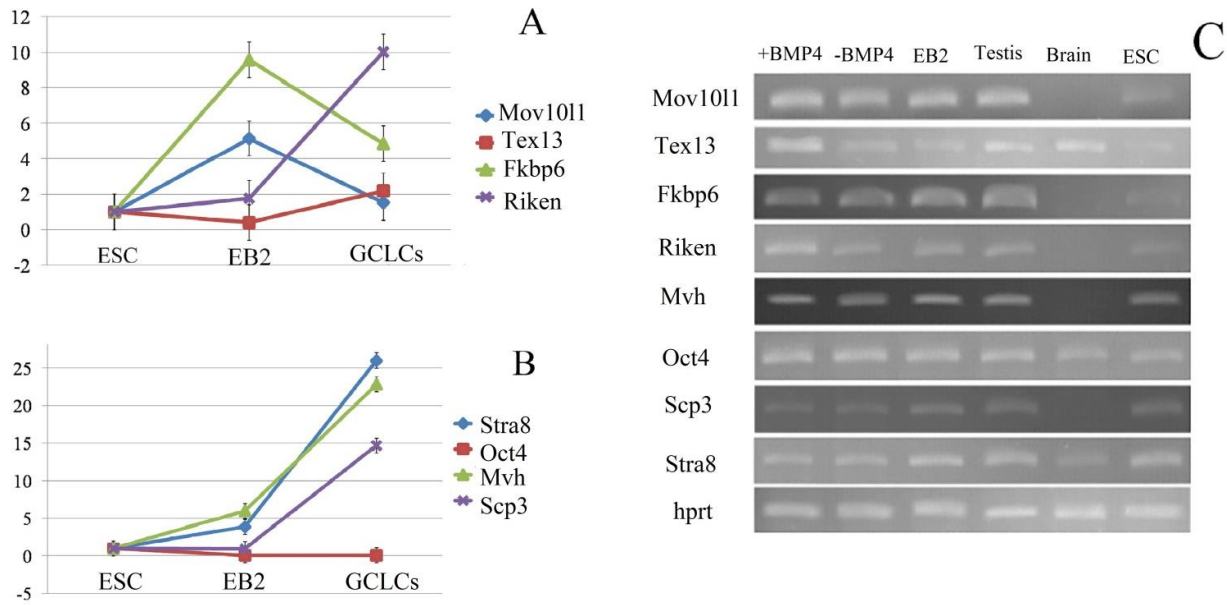 A
12
10
8
6
4
2
0
-2
ESC
EB2
GCLCs
Mov10l1
Tex13
Fkbp6
Riken
B
25
20
15
10
5
0
-5
ESC
EB2
GCLCs
Stra8
Oct4
Mvh
Scp3
C
+BMP4 -BMP4 EB2 Testis Brain ESC
Mov10l1
Tex13
Fkbp6
Riken
Mvh
Oct4
Scp3
Stra8
hprt